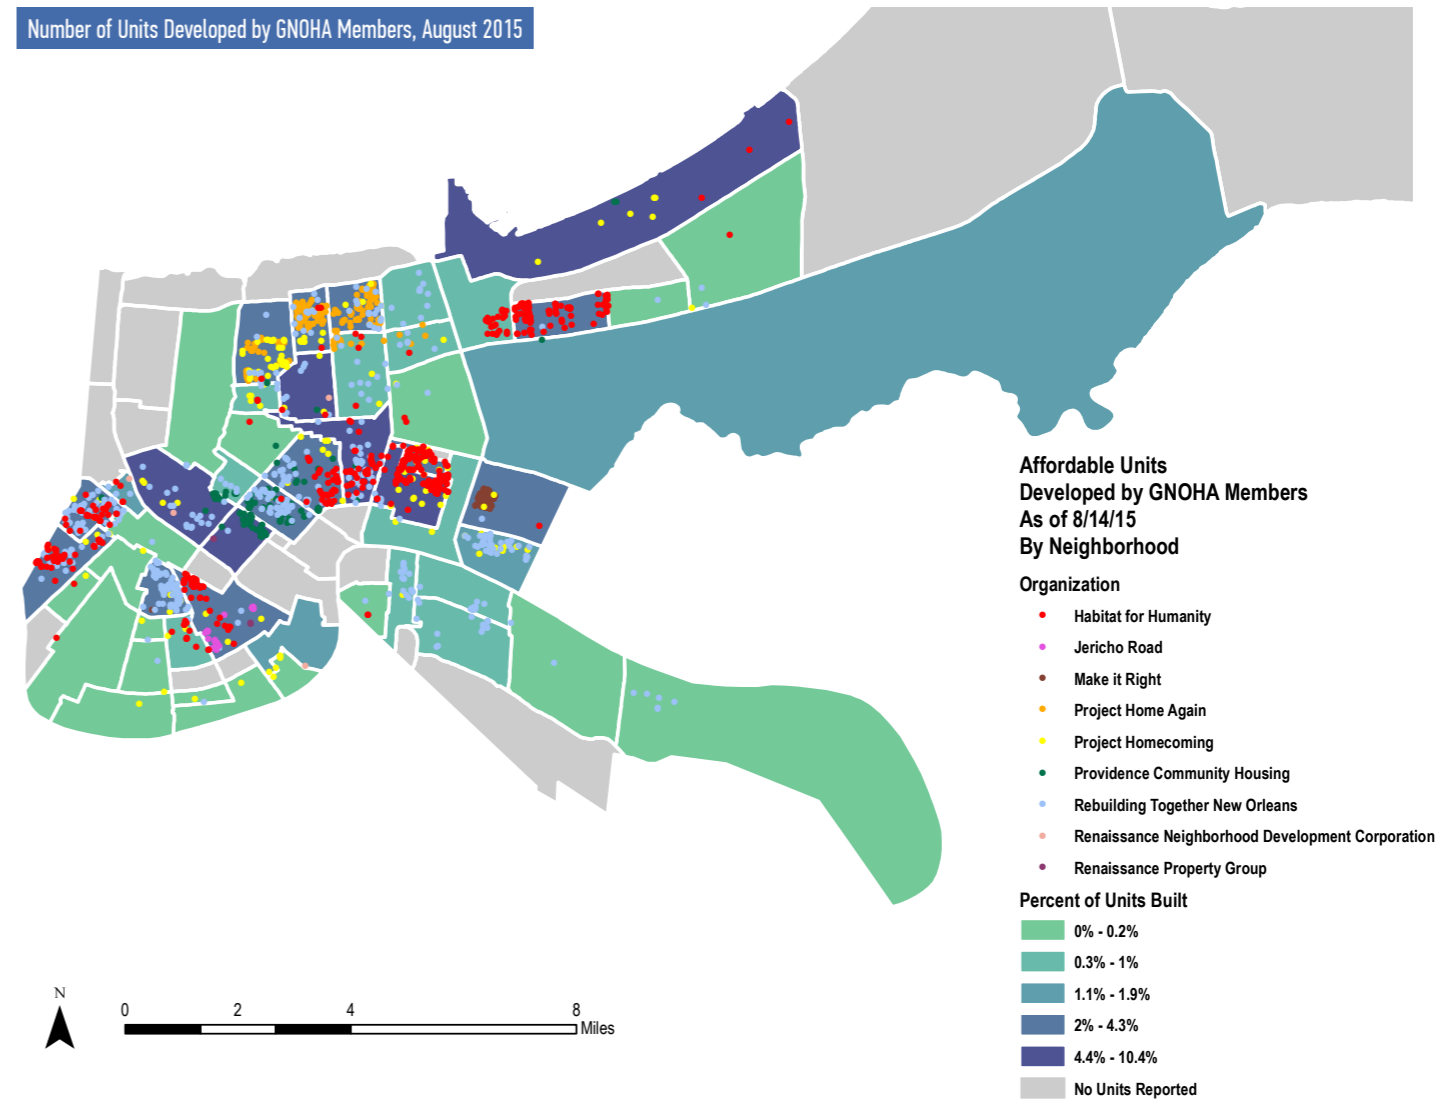 Number of Units Developed by GNOHA Members, August 2015
Affordable Units
Developed by GNOHA Members
As of 8/14/15
By Neighborhood
Organization
Habitat for Humanity
Jericho Road
Make it Right
Project Home Again
Project Homecoming
Providence Community Housing
Rebuilding Together New Orleans
Renaissance Neighborhood Development Corporation
Renaissance Property Group
Percent of Units Built
0% - 0.2%
0.3% - 1%
1.1% - 1.9%
2% - 4.3%
4.4% - 10.4%
No Units Reported
N
0 2 4 8
Miles